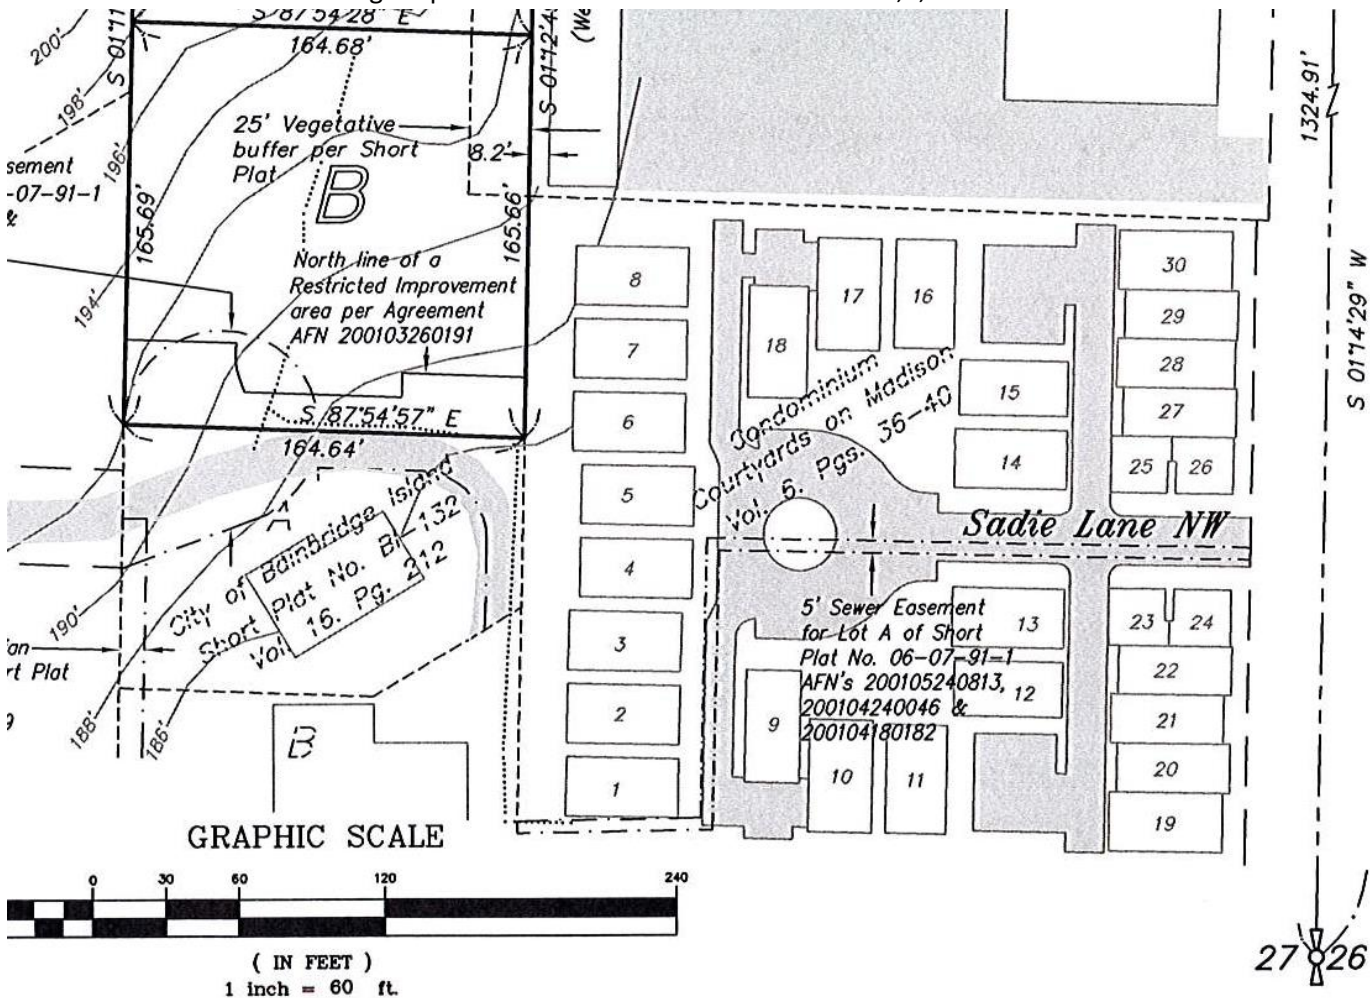 200'
S 01°11'
S 87°54'28" E
164.68'
S 01°12'4
(We
1324.91'
198'
25' Vegetative
buffer per Short
Plat
8.2'
196'
sement
-07-91-1
&
B
165.69'
165.66'
194'
North line of a
Restricted Improvement
area per Agreement
AFN 200103260191
S 01°14'29" W
8
17
16
30
29
7
18
28
15
27
6
Condominium
Courtyards on Madison
Vol. 6. Pgs. 36-40
14
25
26
S 87°54'57" E
164.64'
5
Sadie Lane NW
A
City of Bainbridge Island
Short Plat No. BI-132
Vol. 16. Pg. 212
4
190'
5' Sewer Easement
for Lot A of Short
Plat No. 06-07-91-1
AFN's 200105240813,
200104240046 &
200104180182
13
23
24
3
rt Plat
22
12
188'
186'
2
9
21
B
10
11
20
1
19
GRAPHIC SCALE
0 30 60 120 240
( IN FEET )
1 inch = 60 ft.
27 26